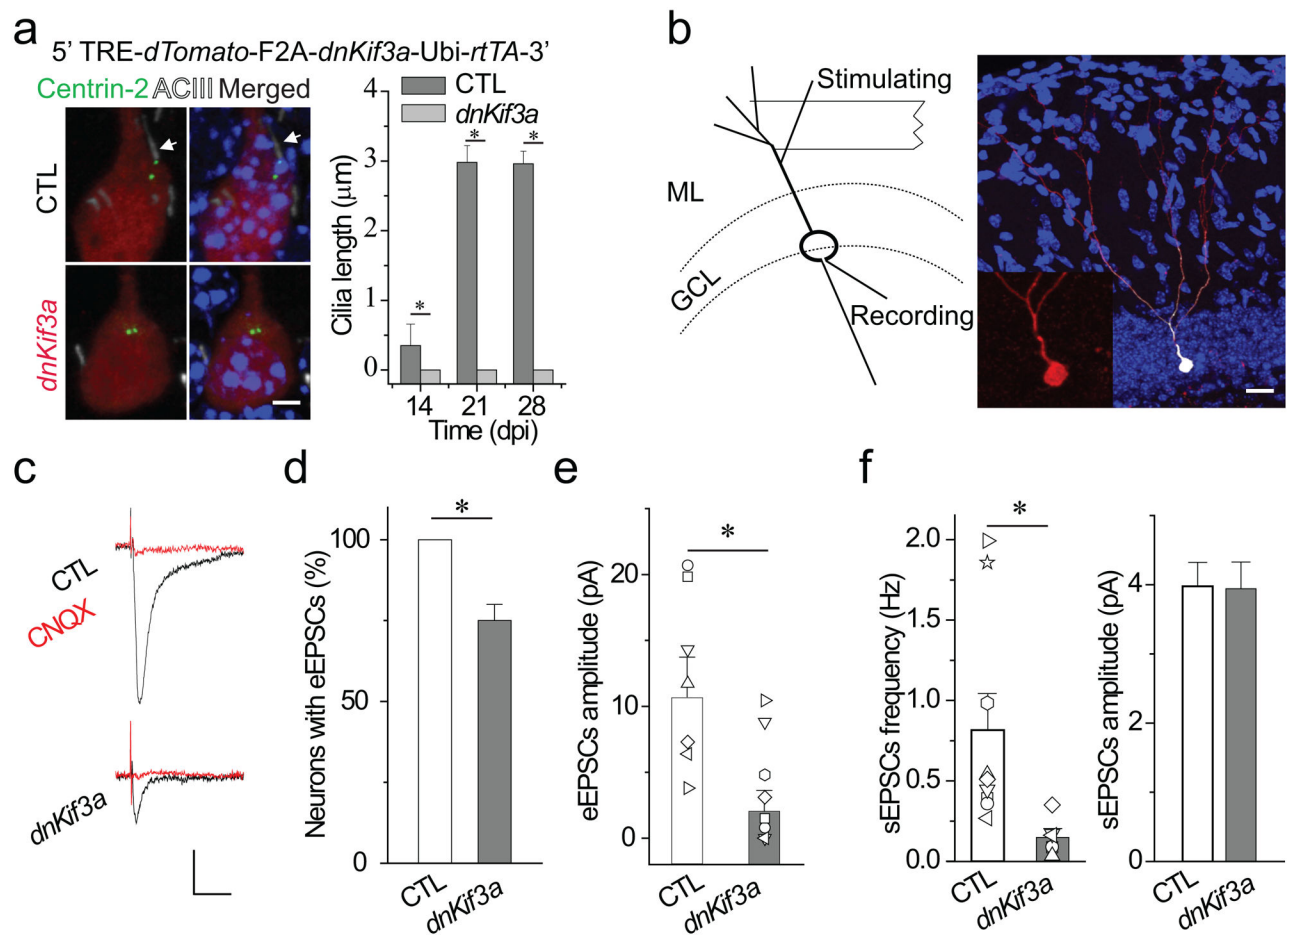 a
5' TRE-dTomato-F2A-dnKif3a-Ubi-rtTA-3'
Centrin-2 ACIII Merged
CTL
dnKif3a
CTL
dnKif3a
Cilia length (μm)
4
3
2
1
0
*
*
*
14 21 28
Time (dpi)
b
Stimulating
ML
GCL
Recording
c
CTL
CNQX
dnKif3a
d
Neurons with eEPSCs (%)
100
50
0
*
CTL
dnKif3a
e
eEPSCs amplitude (pA)
20
10
0
*
CTL
dnKif3a
f
sEPSCs frequency (Hz)
2.0
1.5
1.0
0.5
0.0
*
CTL
dnKif3a
sEPSCs amplitude (pA)
4
2
0
CTL
dnKif3a